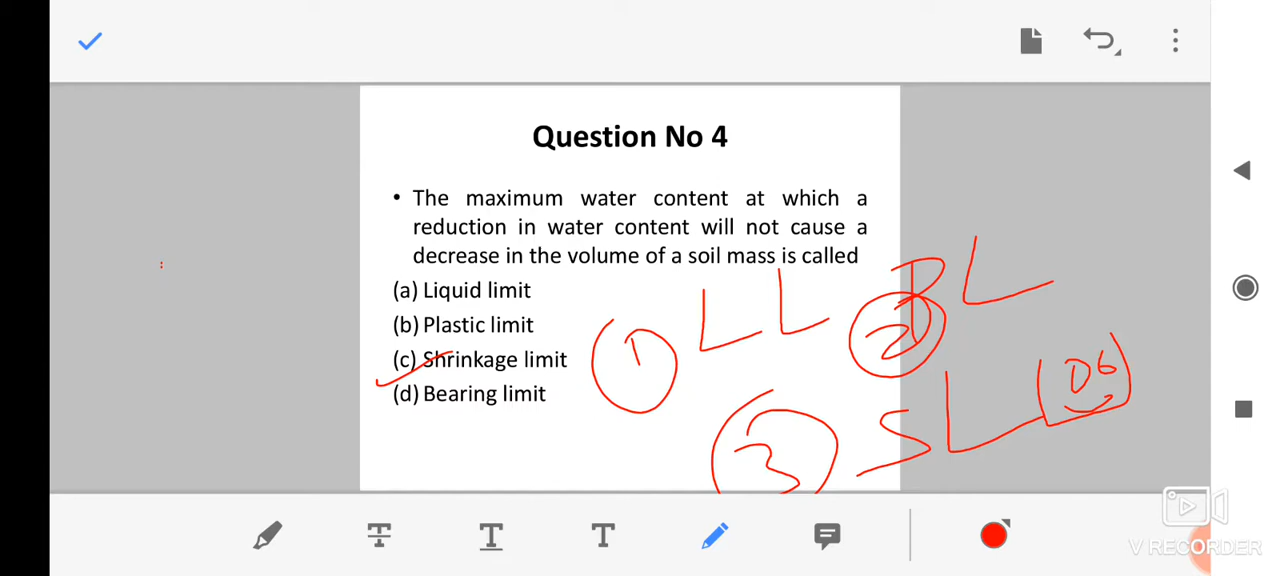 Question No 4
• The maximum water content at which a
reduction in water content will not cause a
decrease in the volume of a soil mass is called
(a) Liquid limit
(b) Plastic limit
(c) Shrinkage limit
(d) Bearing limit
1 LL
2 PL
3 SL (06)
T T T
V RECORDER